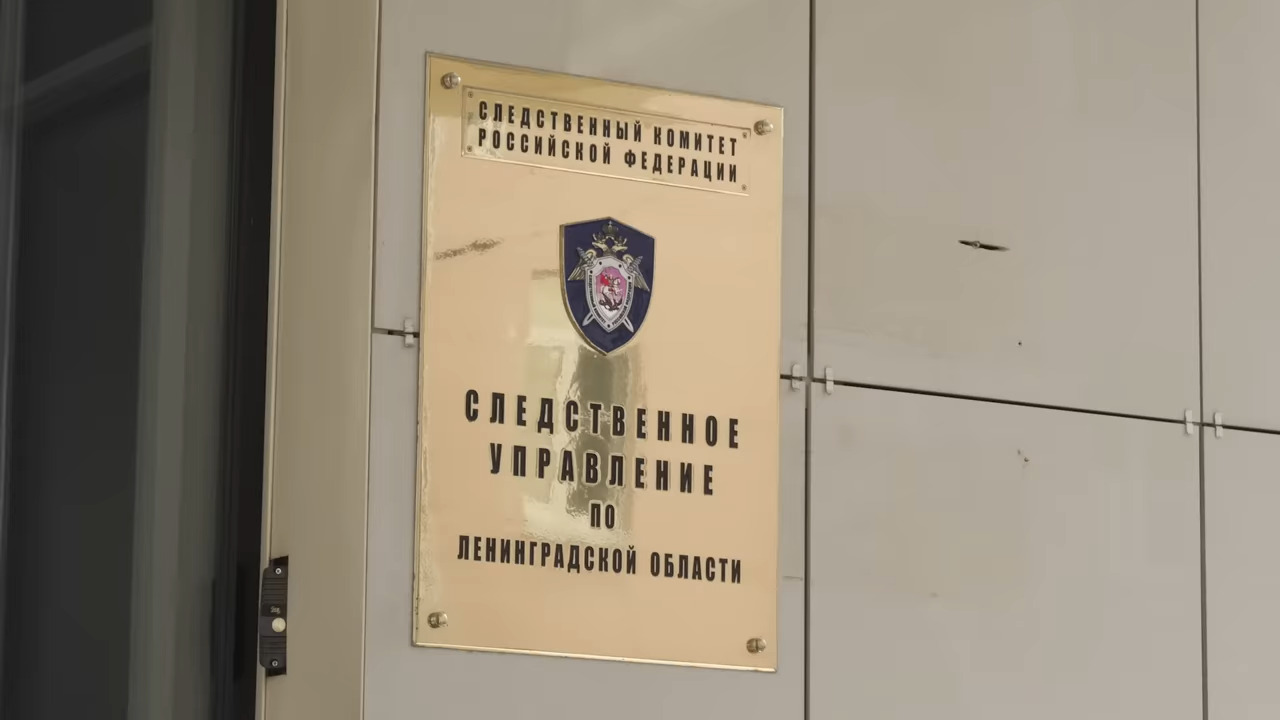 СЛЕДСТВЕННЫЙ КОМИТЕТ
РОССИЙСКОЙ ФЕДЕРАЦИИ
СЛЕДСТВЕННОЕ
УПРАВЛЕНИЕ
ПО
ЛЕНИНГРАДСКОЙ ОБЛАСТИ